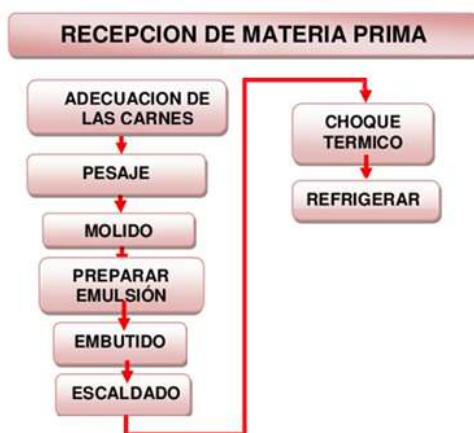 RECEPCION DE MATERIA PRIMA
ADECUACION DE
LAS CARNES
PESAJE
MOLIDO
PREPARAR
EMULSIÓN
EMBUTIDO
ESCALDADO
CHOQUE
TERMICO
REFRIGERAR